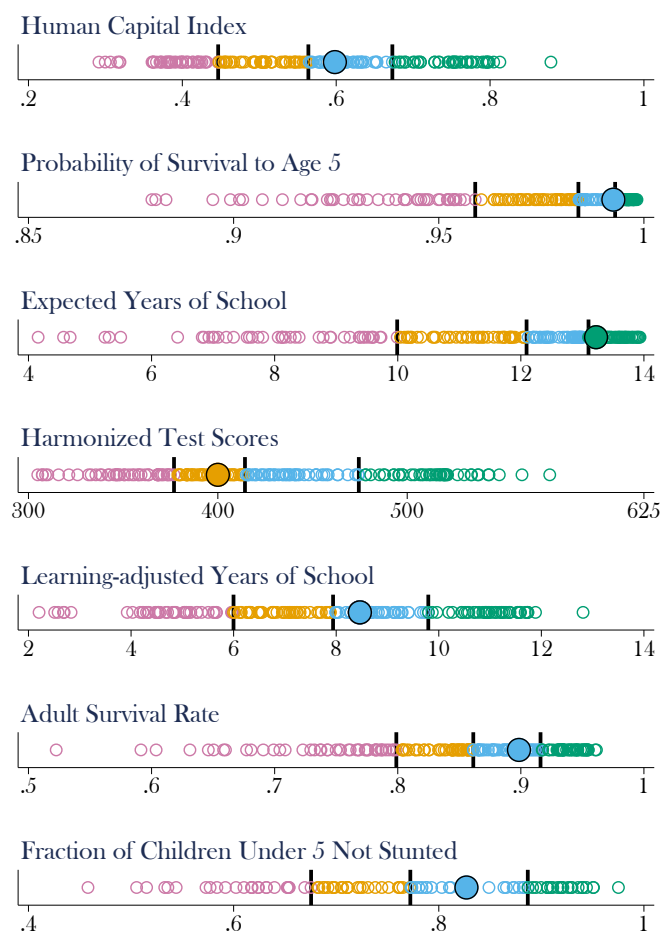 Human Capital Index
.2 .4 .6 .8 1
Probability of Survival to Age 5
.85 .9 .95 1
Expected Years of School
4 6 8 10 12 14
Harmonized Test Scores
300 400 500 625
Learning-adjusted Years of School
2 4 6 8 10 12 14
Adult Survival Rate
.5 .6 .7 .8 .9 1
Fraction of Children Under 5 Not Stunted
.4 .6 .8 1